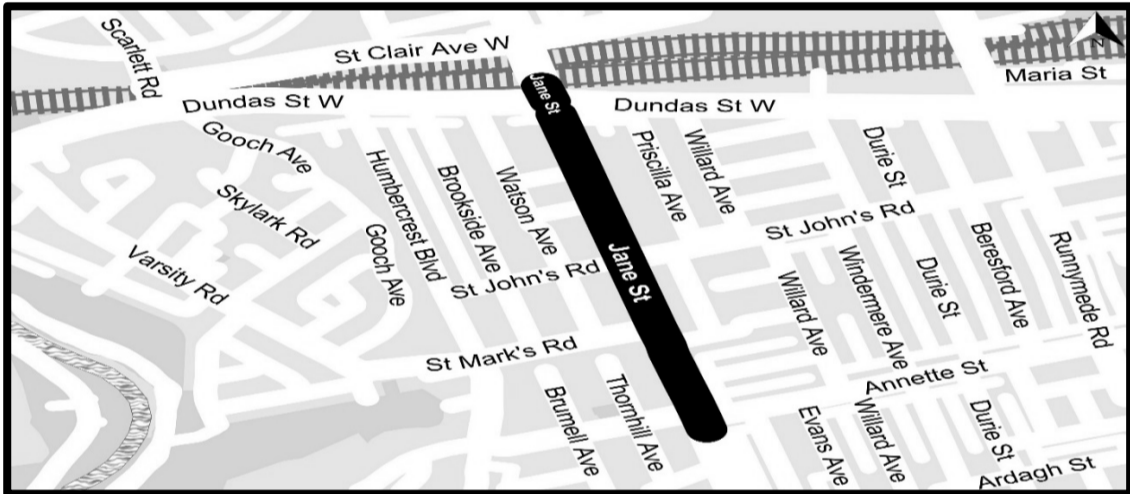 Scarlett Rd
St Clair Ave W
N
Maria St
Jane St
Dundas St W
Dundas St W
Gooch Ave
Humbercrest Blvd
Brookside Ave
Watson Ave
Priscilla Ave
Willard Ave
Durie St
Skylark Rd
Gooch Ave
St John's Rd
St John's Rd
Jane St
Varsity Rd
Willard Ave
Windermere Ave
Durie St
Beresford Ave
Runnymede Rd
St Mark's Rd
Annette St
Brumell Ave
Thornhill Ave
Evans Ave
Willard Ave
Durie St
Ardagh St